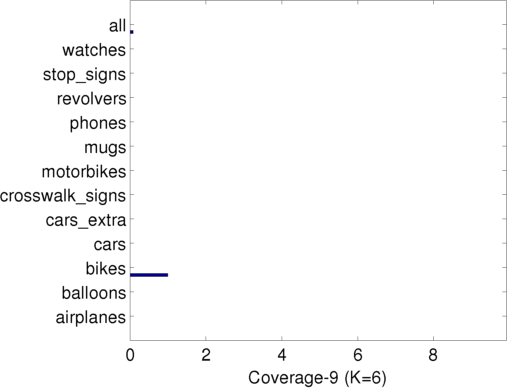 all
watches
stop_signs
revolvers
phones
mugs
motorbikes
crosswalk_signs
cars_extra
cars
bikes
balloons
airplanes
0 2 4 6 8
Coverage-9 (K=6)